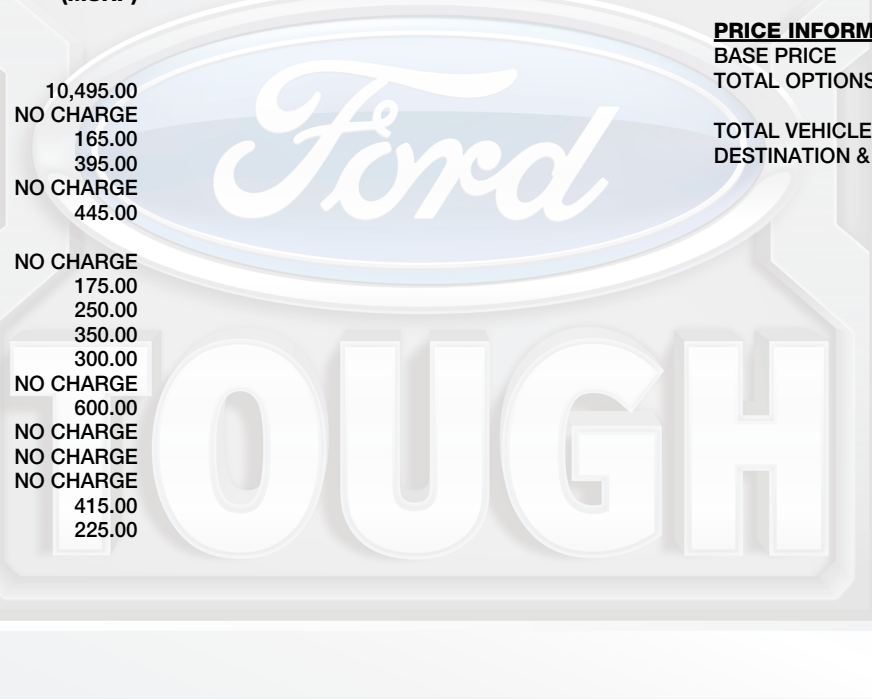 PRICE INFORM
BASE PRICE
TOTAL OPTIONS
TOTAL VEHICLE
DESTINATION &
10,495.00
NO CHARGE
165.00
395.00
NO CHARGE
445.00
NO CHARGE
175.00
250.00
350.00
300.00
NO CHARGE
600.00
NO CHARGE
NO CHARGE
NO CHARGE
415.00
225.00
Ford
TOUGH